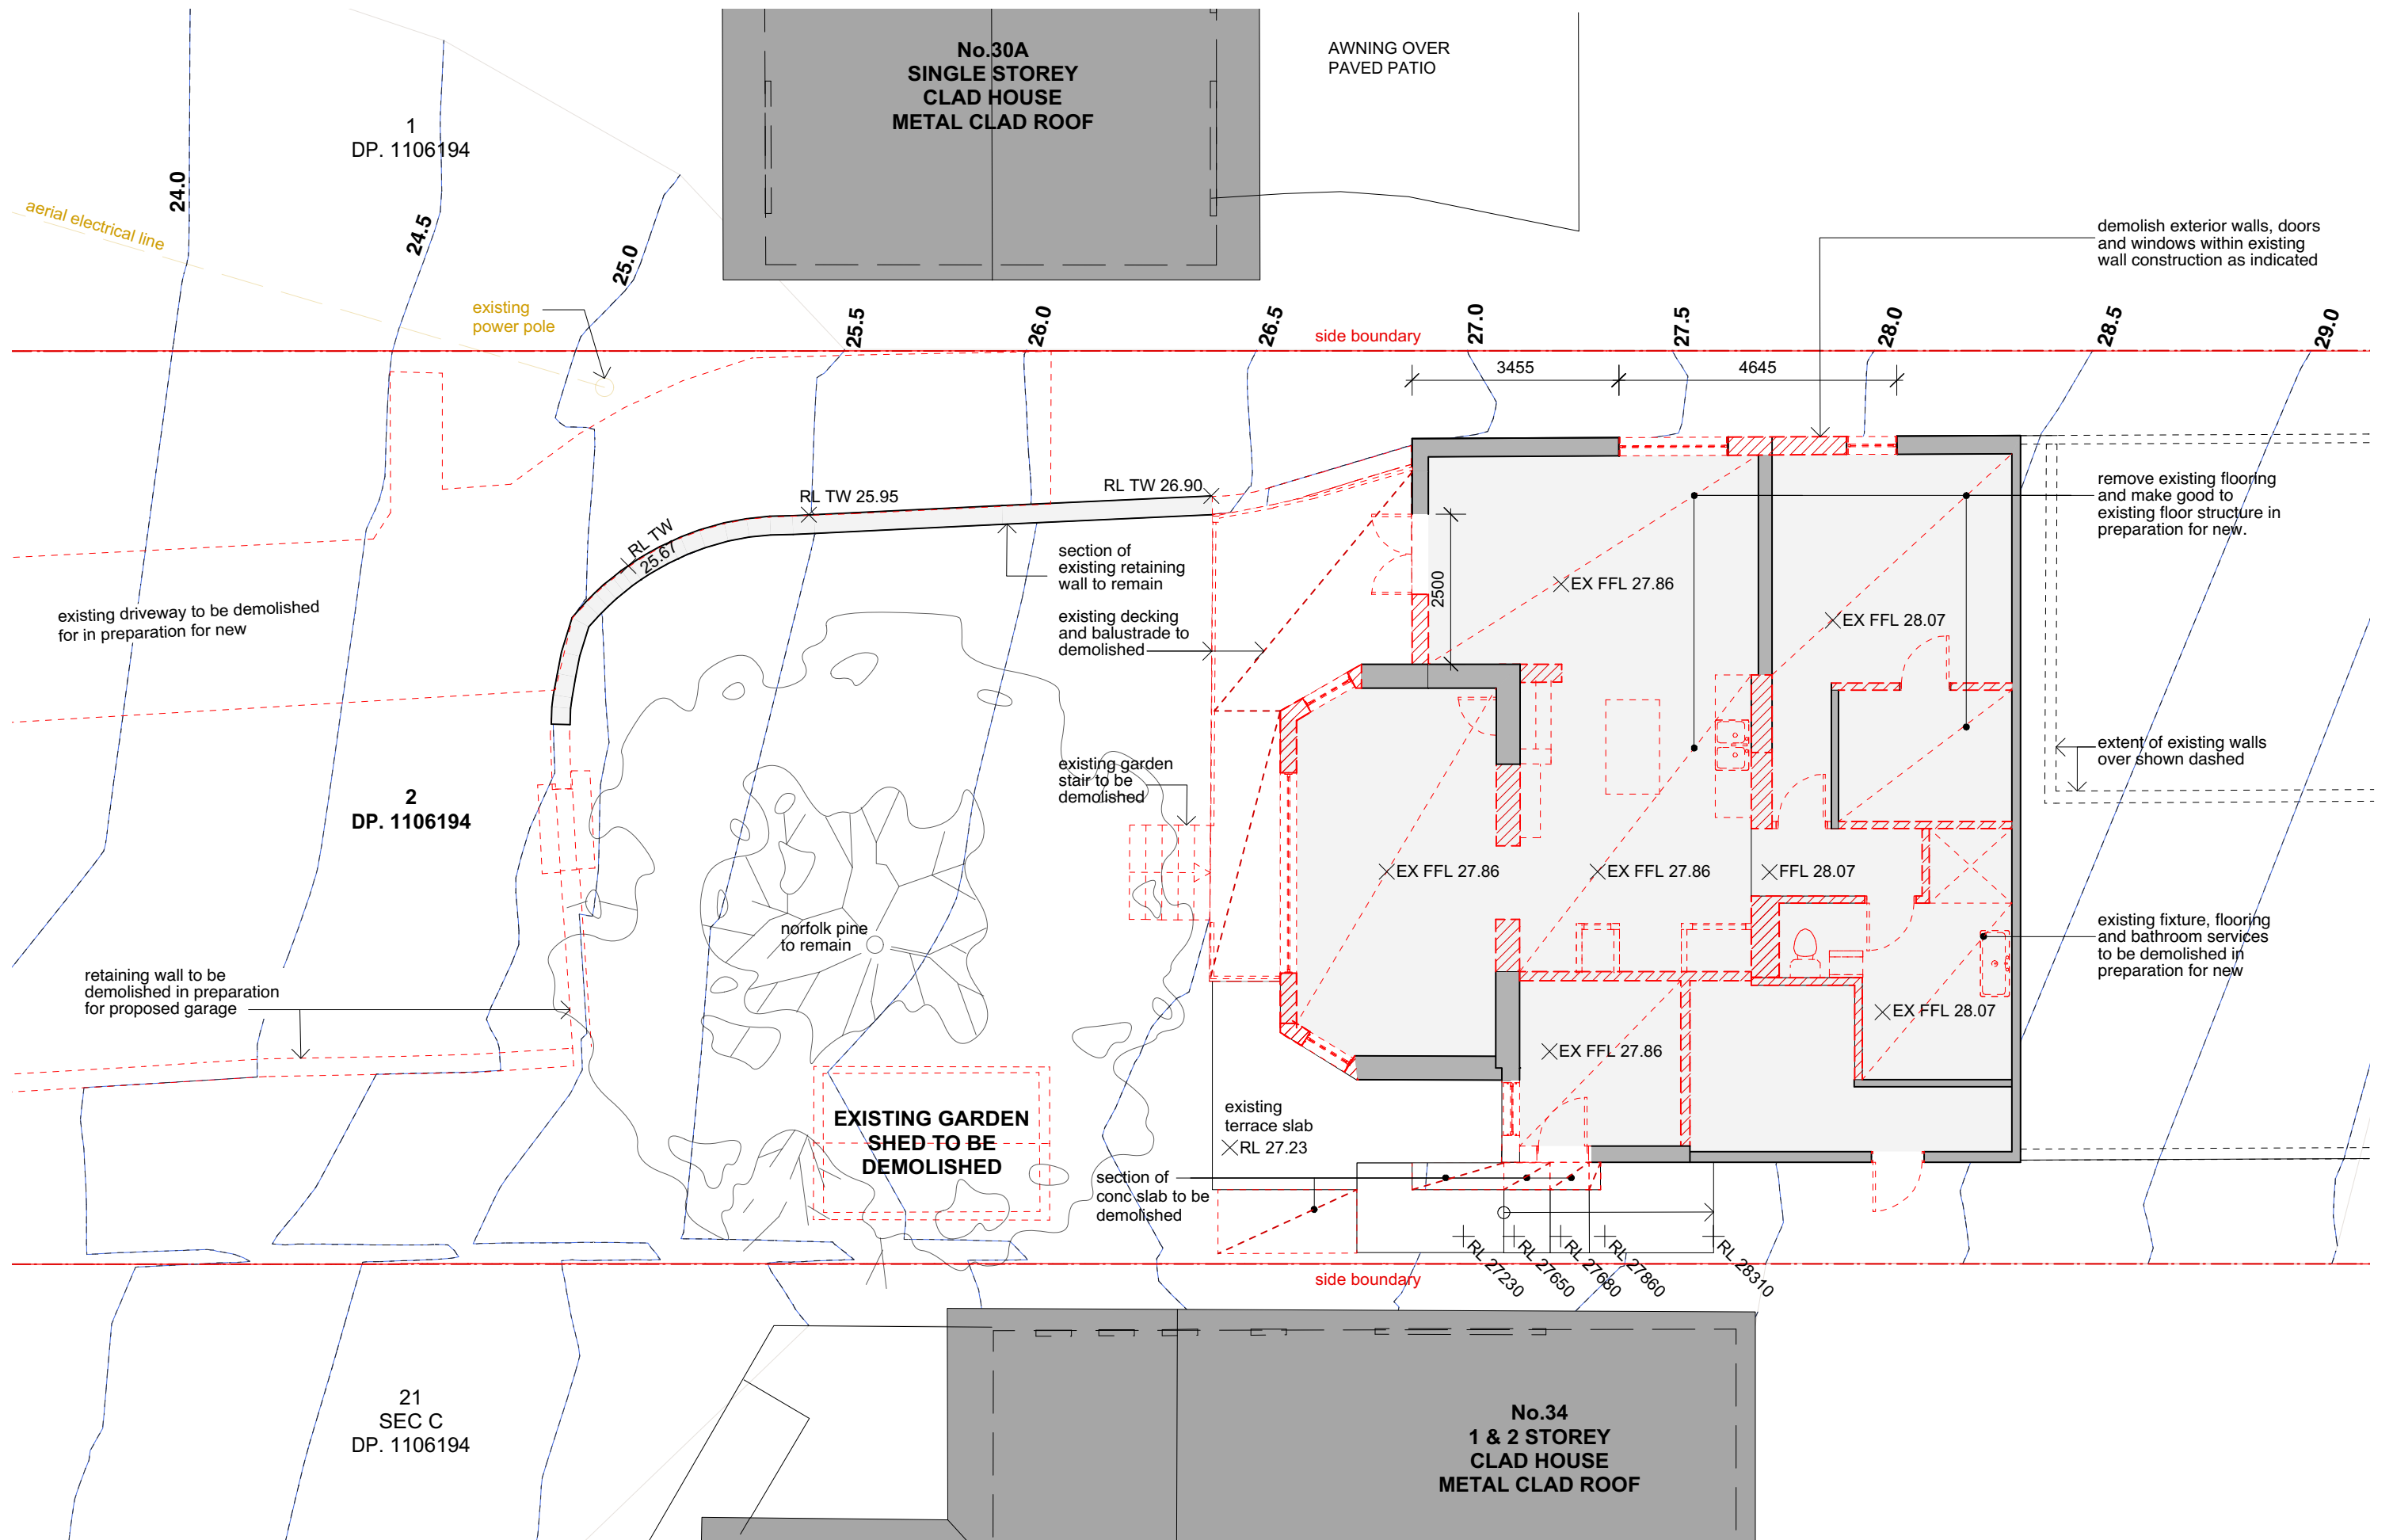 No.30A
SINGLE STOREY
CLAD HOUSE
METAL CLAD ROOF
AWNING OVER
PAVED PATIO
1
DP. 1106194
24.0
24.5
25.0
aerial electrical line
existing
power pole
demolish exterior walls, doors
and windows within existing
wall construction as indicated
25.5
26.0
26.5
27.0
27.5
28.0
28.5
29.0
side boundary
3455
4645
RL TW 25.95
RL TW 26.90
RL TW
25.67
remove existing flooring
and make good to
existing floor structure in
preparation for new.
section of
existing retaining
wall to remain
2500
EX FFL 27.86
EX FFL 28.07
existing driveway to be demolished
for in preparation for new
existing decking
and balustrade to
demolished
extent of existing walls
over shown dashed
existing garden
stair to be
demolished
2
DP. 1106194
EX FFL 27.86
EX FFL 27.86
FFL 28.07
norfolk pine
to remain
existing fixture, flooring
and bathroom services
to be demolished in
preparation for new
retaining wall to be
demolished in preparation
for proposed garage
EX FFL 28.07
EX FFL 27.86
EXISTING GARDEN
SHED TO BE
DEMOLISHED
existing
terrace slab
RL 27.23
section of
conc slab to be
demolished
RL 27230
RL 27650
RL 27680
RL 27860
RL 28310
side boundary
21
SEC C
DP. 1106194
No.34
1 & 2 STOREY
CLAD HOUSE
METAL CLAD ROOF